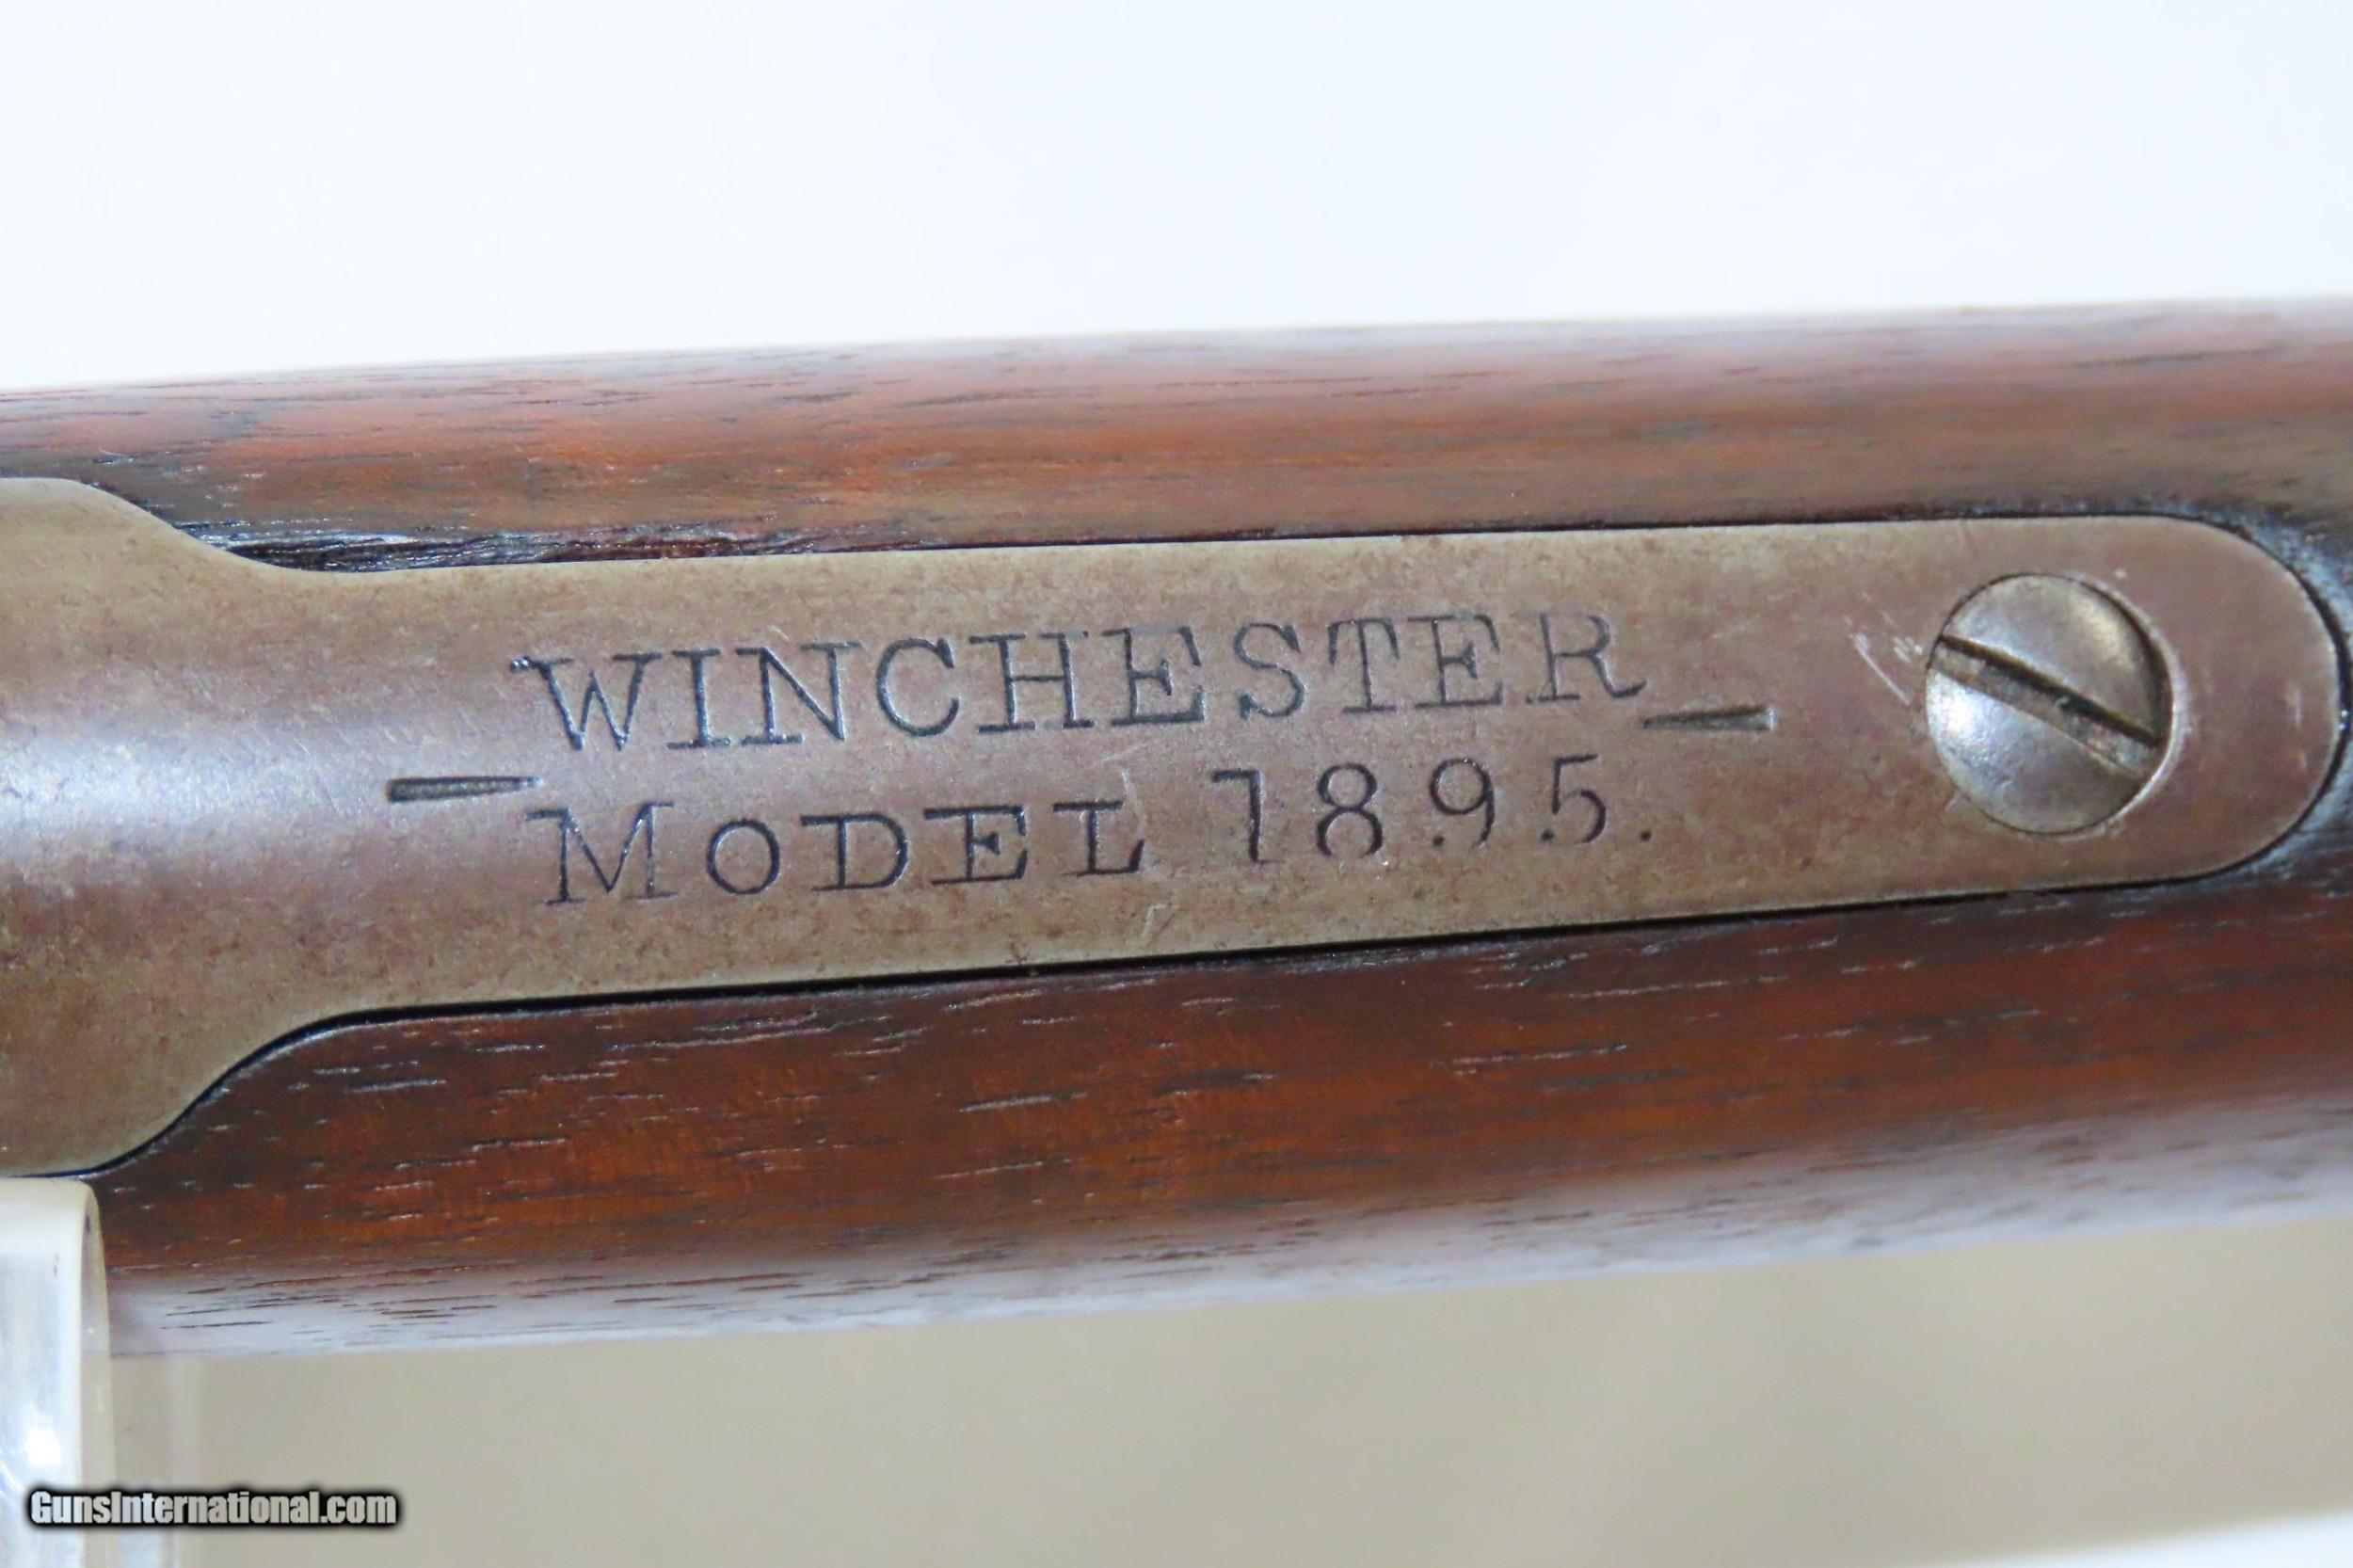 WINCHESTER
— MODEL 1895. —
GunsInternational.com